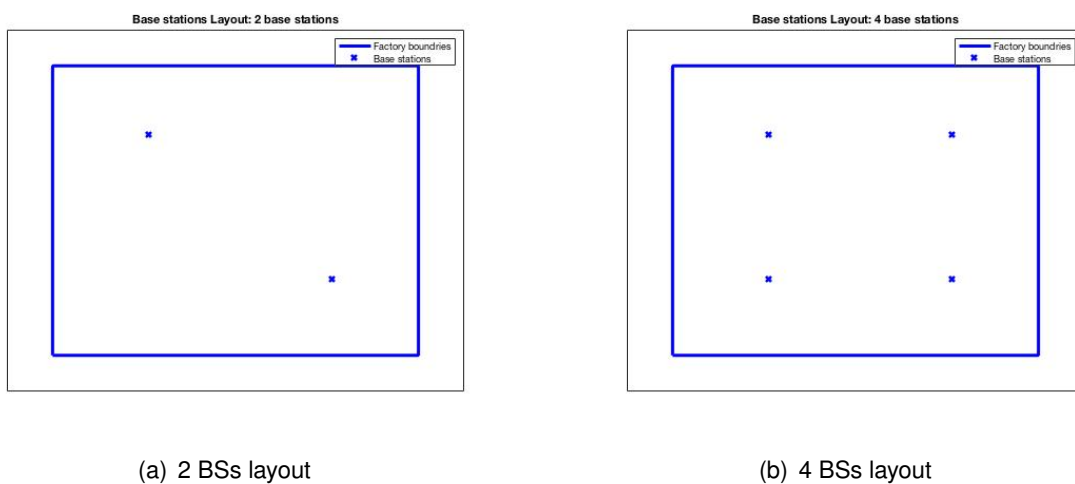 Base stations Layout: 2 base stations
Factory boundries
Base stations
(a) 2 BSs layout
Base stations Layout: 4 base stations
Factory boundries
Base stations
(b) 4 BSs layout